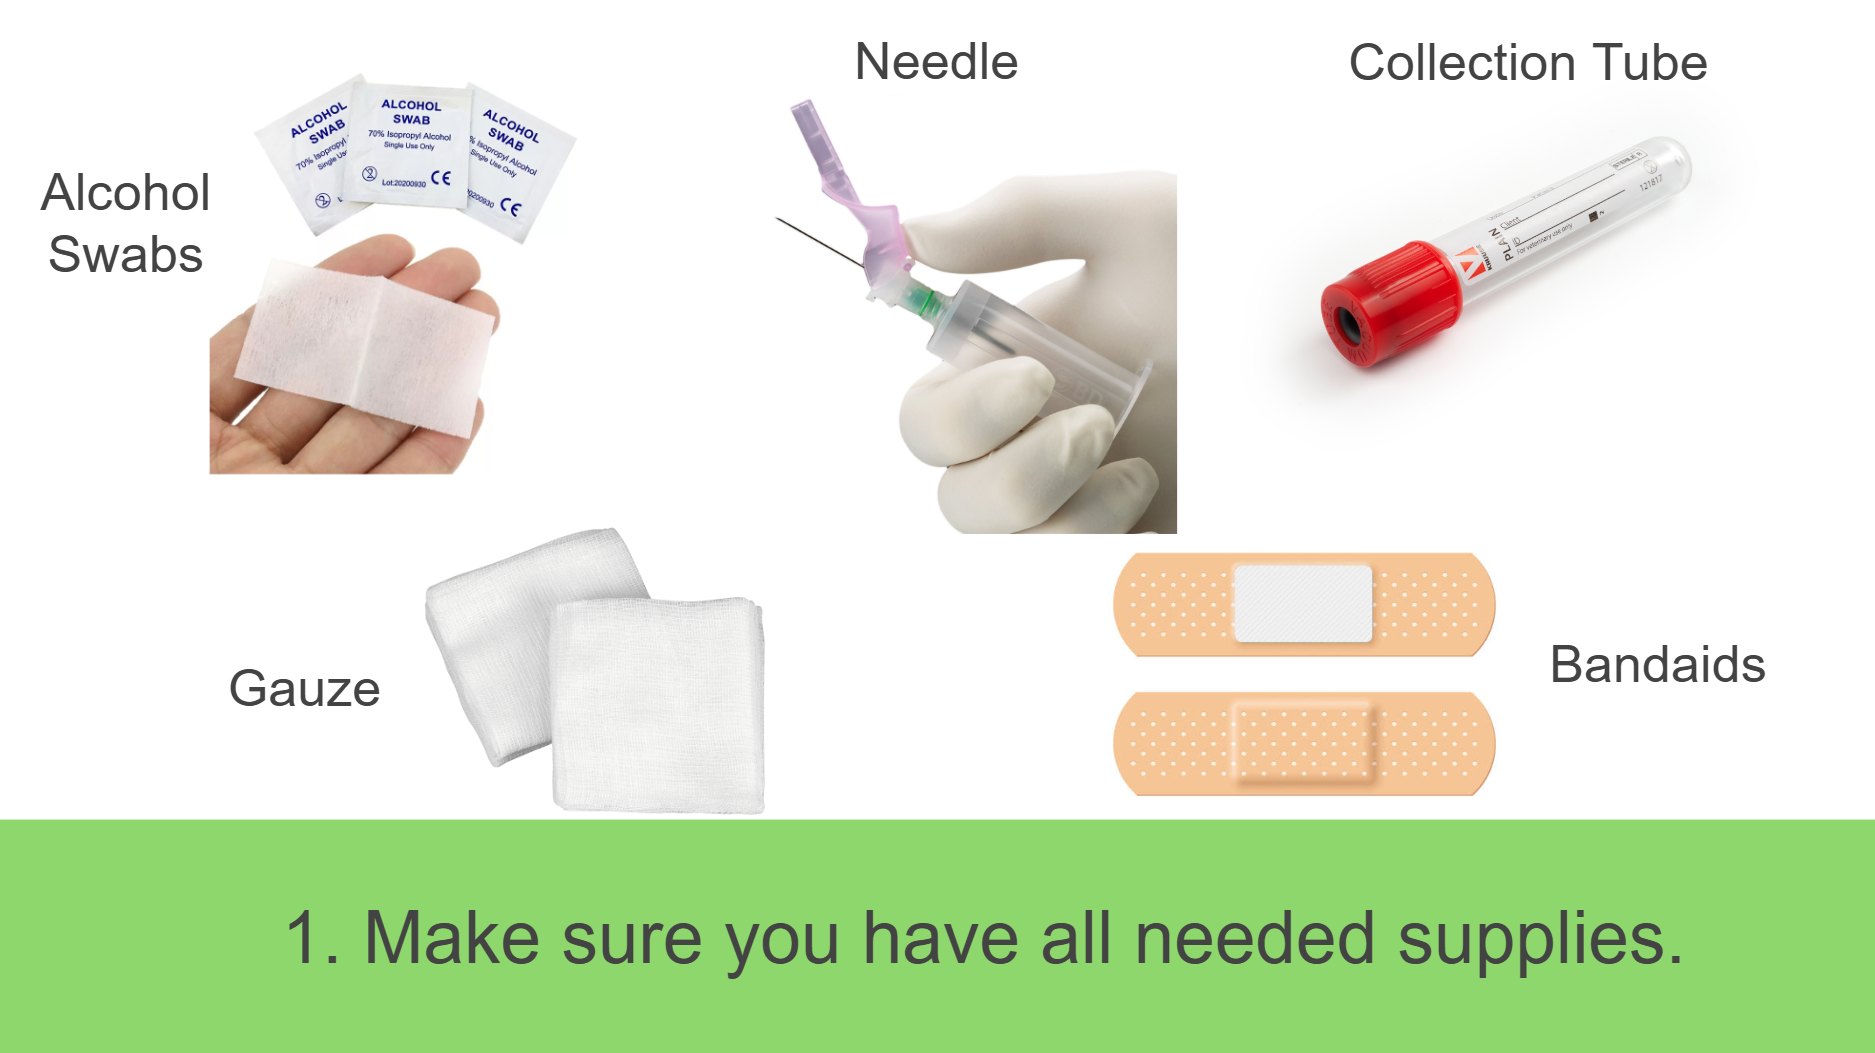 Needle
Collection Tube
Alcohol
Swabs
ALCOHOL
SWAB
70% Isopropyl
Single Us
ALCOHOL
SWAB
70% Isopropyl Alcohol
Single Use Only
Lot:20200930
CE
ALCOHOL
SWAB
% Isopropyl Alcohol
Single Use Only
20200930
CE
STERILE R
121817
Client
PLAIN
For veterinary use only
Gauze
Bandaids
1. Make sure you have all needed supplies.